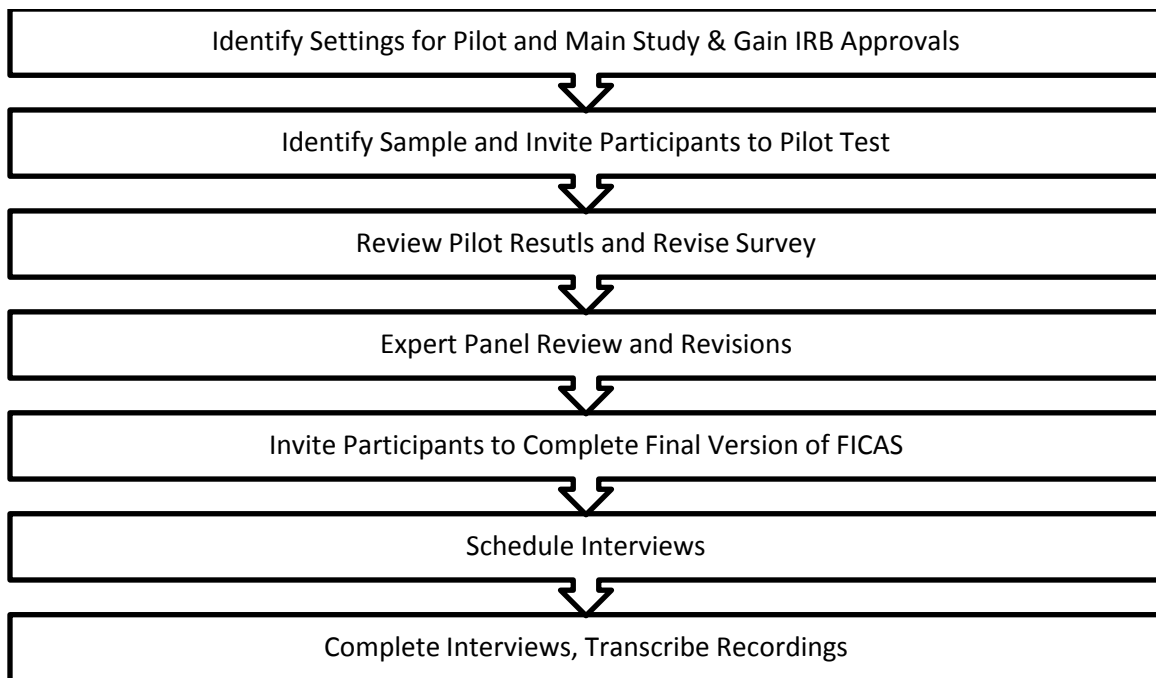 Identify Settings for Pilot and Main Study & Gain IRB Approvals
Identify Sample and Invite Participants to Pilot Test
Review Pilot Resutls and Revise Survey
Expert Panel Review and Revisions
Invite Participants to Complete Final Version of FICAS
Schedule Interviews
Complete Interviews, Transcribe Recordings